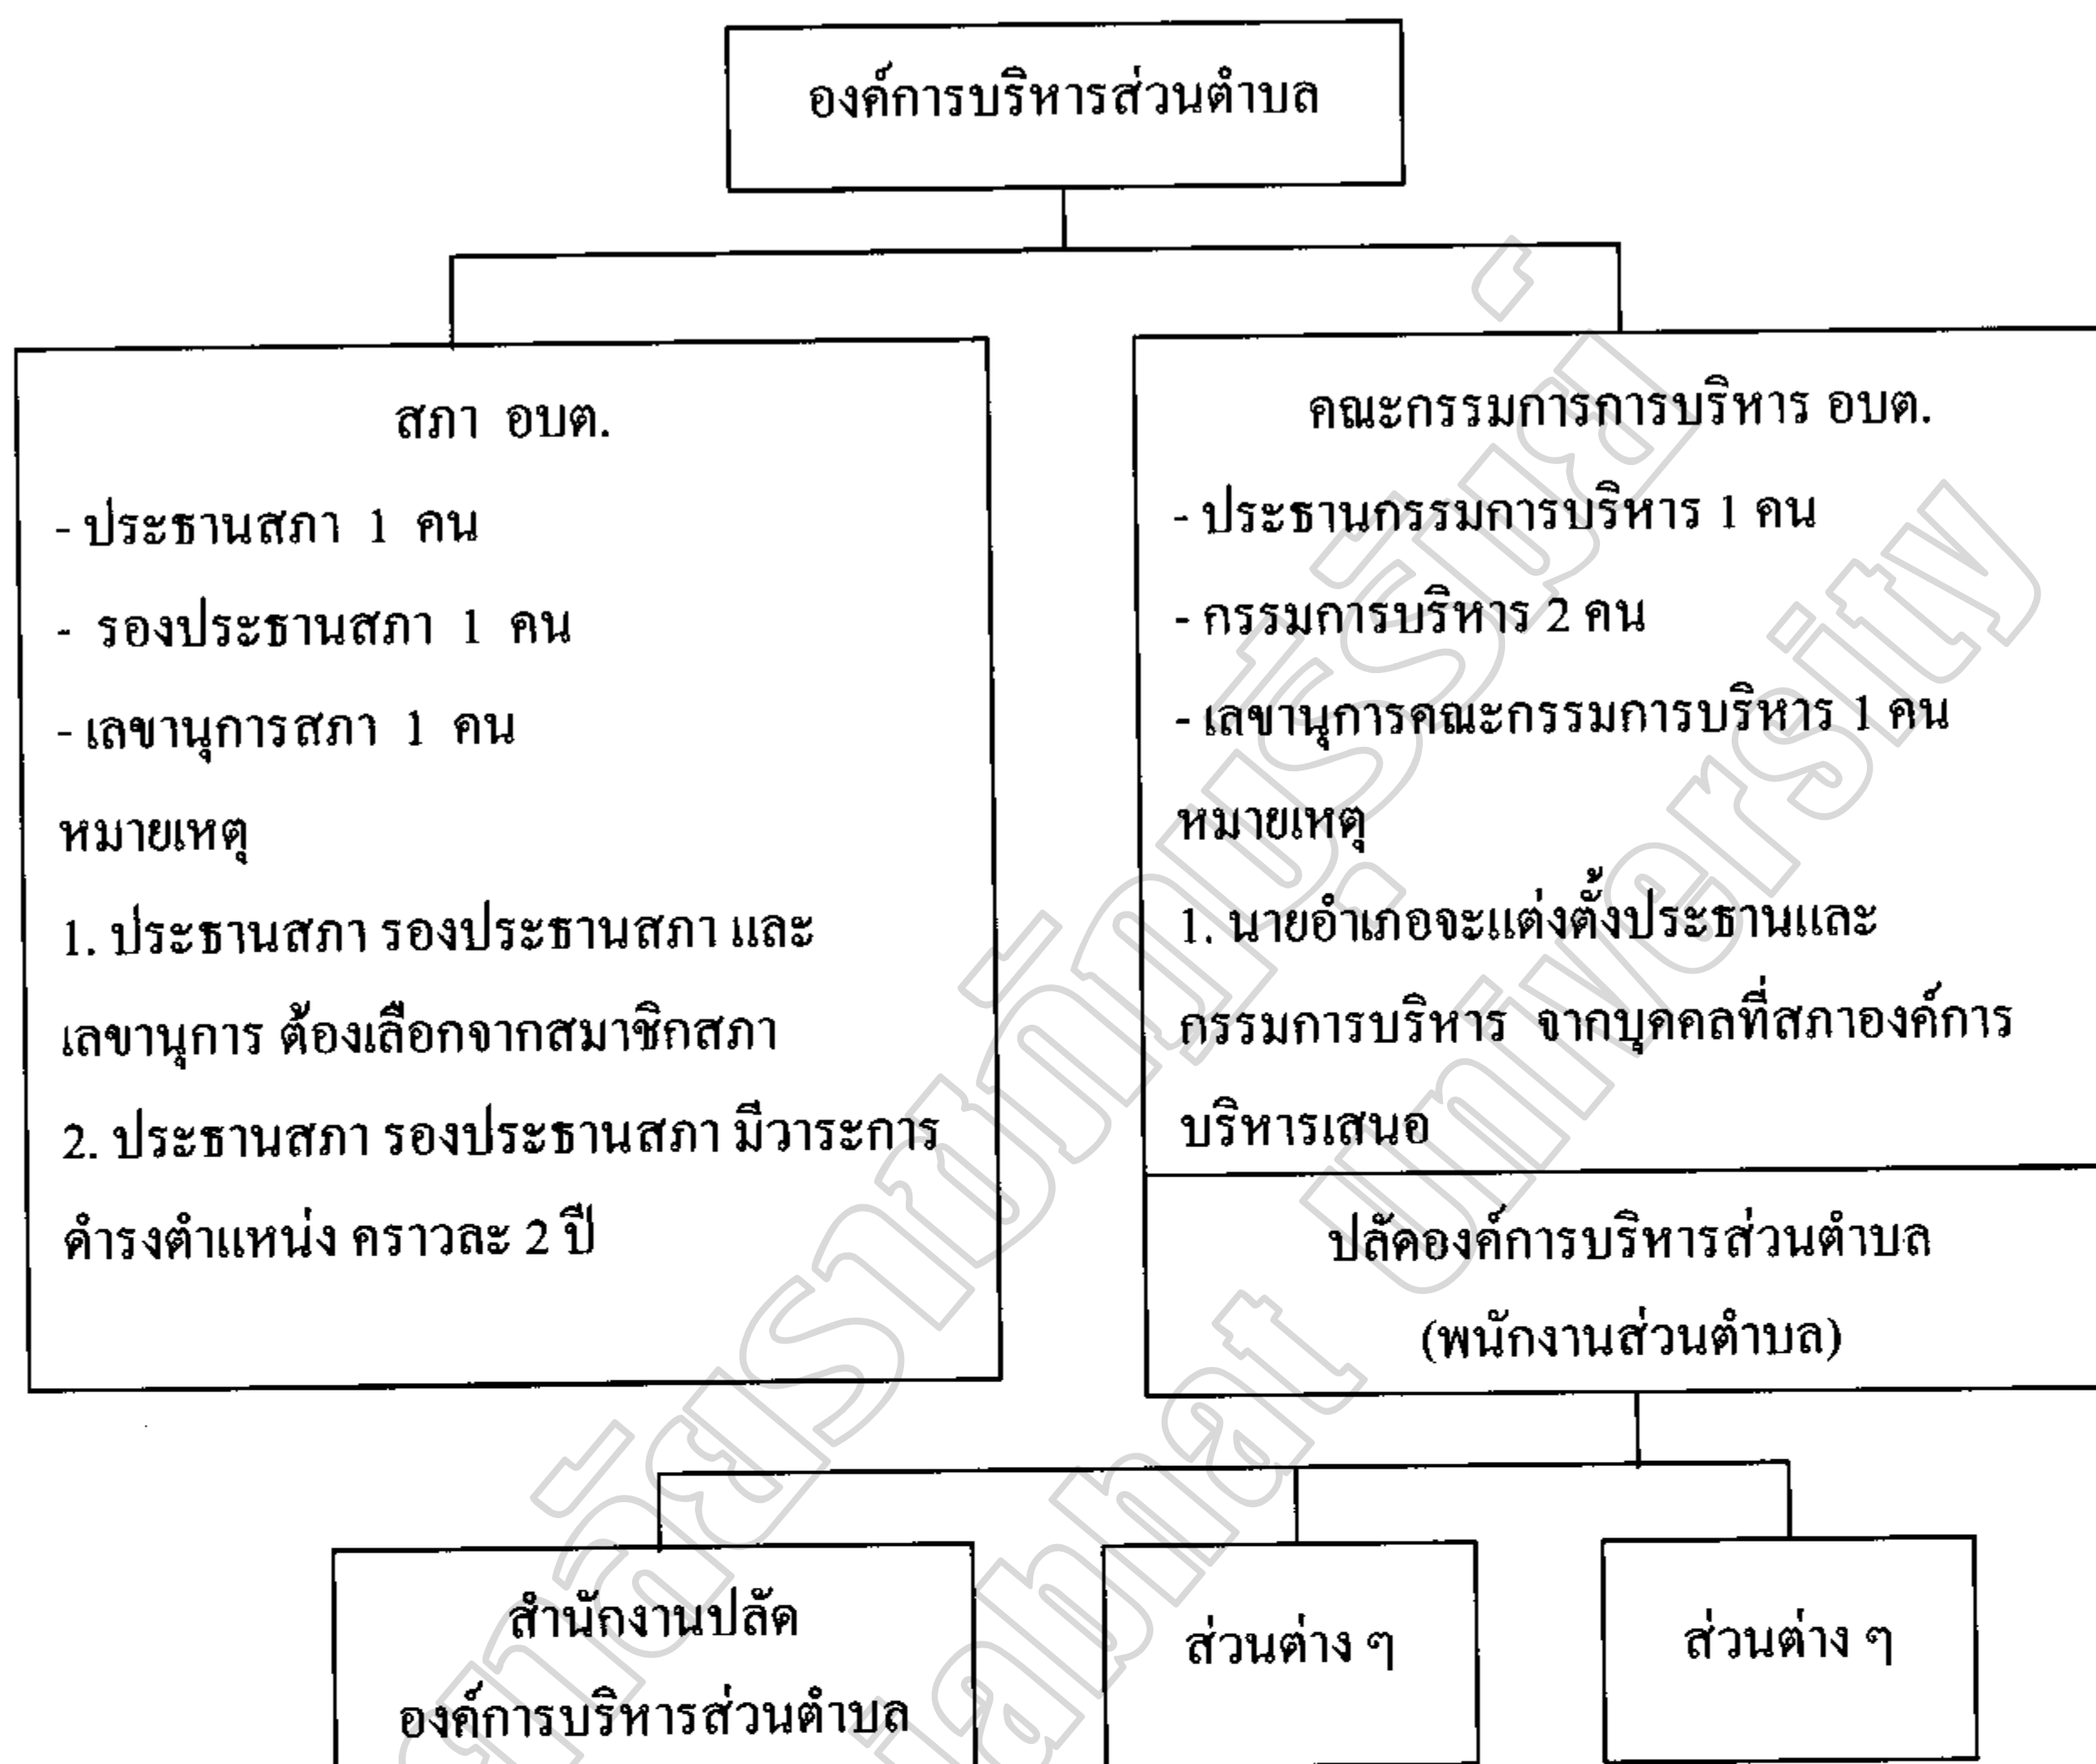 องค์การบริหารส่วนตำบล
สภา อบต.
- ประธานสภา 1 คน
- รองประธานสภา 1 คน
- เลขานุการสภา 1 คน
หมายเหตุ
1. ประธานสภา รองประธานสภา และ
เลขานุการ ต้องเลือกจากสมาชิกสภา
2. ประธานสภา รองประธานสภา มีวาระการ
ดำรงตำแหน่ง คราวละ 2 ปี
คณะกรรมการการบริหาร อบต.
- ประธานกรรมการบริหาร 1 คน
- กรรมการบริหาร 2 คน
- เลขานุการคณะกรรมการบริหาร 1 คน
หมายเหตุ
1. นายอำเภอจะแต่งตั้งประธานและ
กรรมการบริหาร จากบุคคลที่สภาองค์การ
บริหารเสนอ
ปลัดองค์การบริหารส่วนตำบล
(พนักงานส่วนตำบล)
สำนักงานปลัด
องค์การบริหารส่วนตำบล
ส่วนต่าง ๆ
ส่วนต่าง ๆ
University